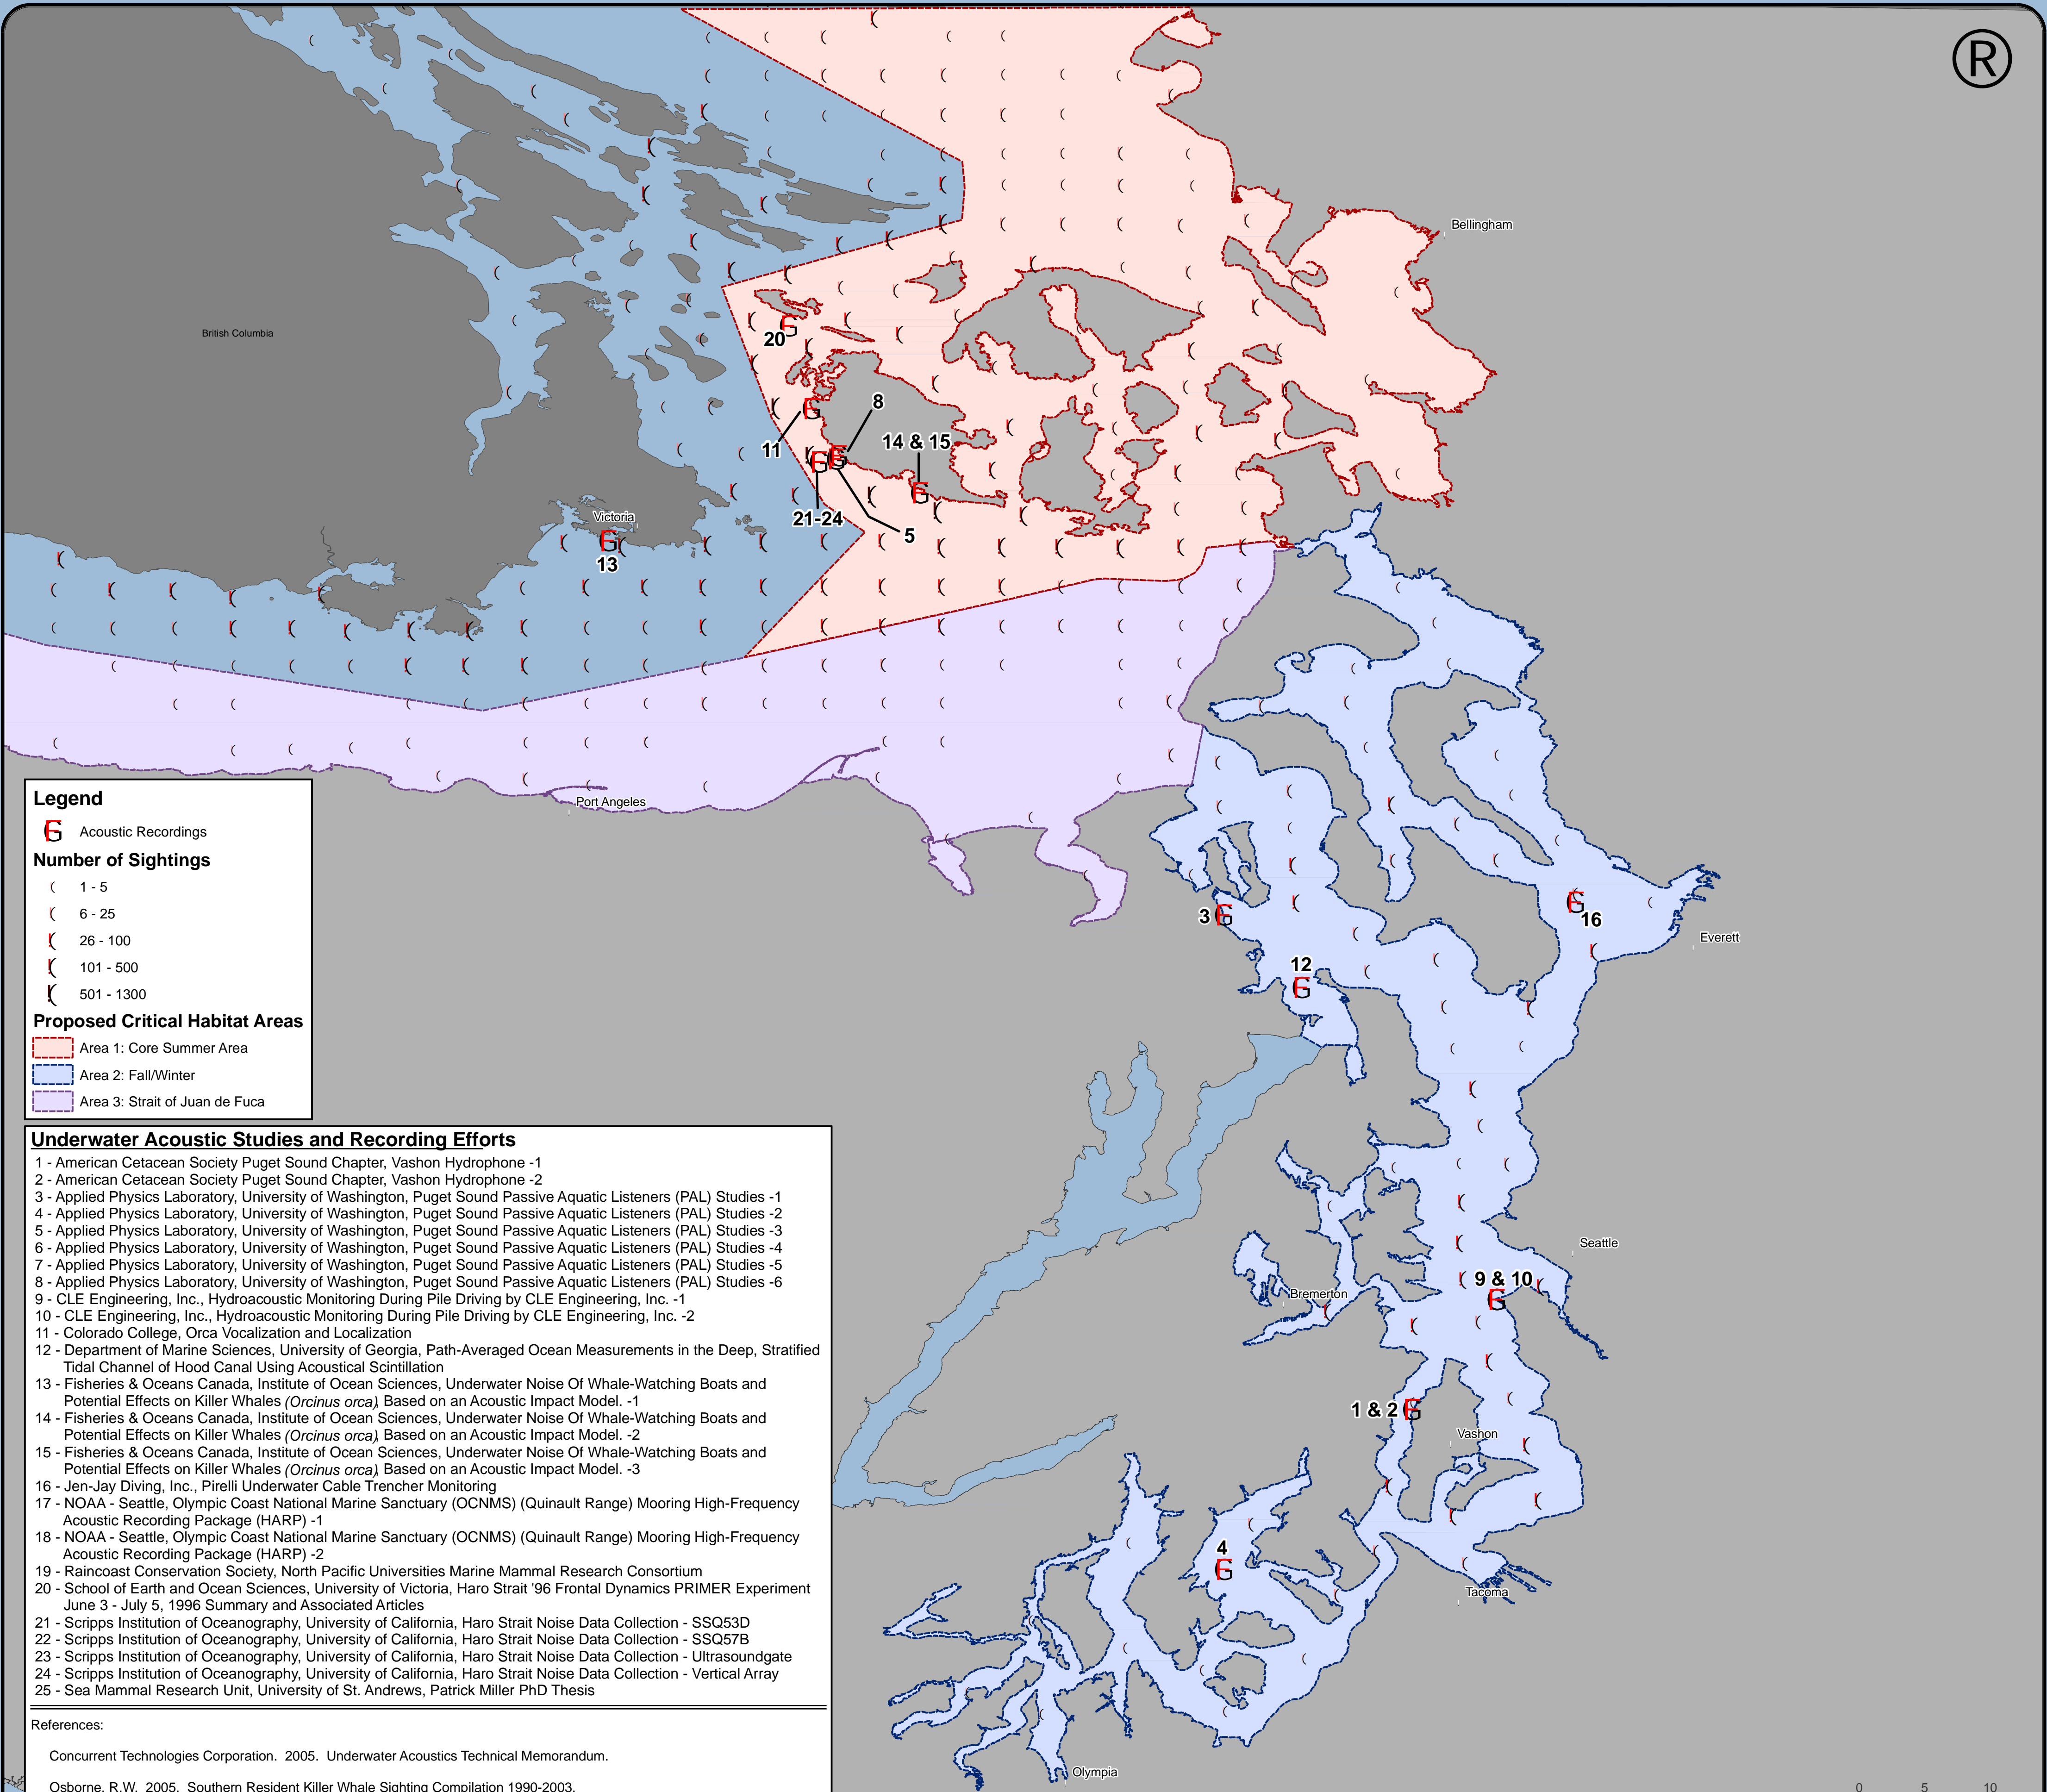 ®
Bellingham
British Columbia
20
8
14 & 15
11
21-24
5
Victoria
13
Port Angeles
Legend
Acoustic Recordings
Number of Sightings
1 - 5
6 - 25
26 - 100
101 - 500
501 - 1300
Proposed Critical Habitat Areas
Area 1: Core Summer Area
Area 2: Fall/Winter
Area 3: Strait of Juan de Fuca
3
16
Everett
12
Seattle
9 & 10
Bremerton
1 & 2
Vashon
4
Tacoma
Olympia
Underwater Acoustic Studies and Recording Efforts
1 - American Cetacean Society Puget Sound Chapter, Vashon Hydrophone -1
2 - American Cetacean Society Puget Sound Chapter, Vashon Hydrophone -2
3 - Applied Physics Laboratory, University of Washington, Puget Sound Passive Aquatic Listeners (PAL) Studies -1
4 - Applied Physics Laboratory, University of Washington, Puget Sound Passive Aquatic Listeners (PAL) Studies -2
5 - Applied Physics Laboratory, University of Washington, Puget Sound Passive Aquatic Listeners (PAL) Studies -3
6 - Applied Physics Laboratory, University of Washington, Puget Sound Passive Aquatic Listeners (PAL) Studies -4
7 - Applied Physics Laboratory, University of Washington, Puget Sound Passive Aquatic Listeners (PAL) Studies -5
8 - Applied Physics Laboratory, University of Washington, Puget Sound Passive Aquatic Listeners (PAL) Studies -6
9 - CLE Engineering, Inc., Hydroacoustic Monitoring During Pile Driving by CLE Engineering, Inc. -1
10 - CLE Engineering, Inc., Hydroacoustic Monitoring During Pile Driving by CLE Engineering, Inc. -2
11 - Colorado College, Orca Vocalization and Localization
12 - Department of Marine Sciences, University of Georgia, Path-Averaged Ocean Measurements in the Deep, Stratified
Tidal Channel of Hood Canal Using Acoustical Scintillation
13 - Fisheries & Oceans Canada, Institute of Ocean Sciences, Underwater Noise Of Whale-Watching Boats and
Potential Effects on Killer Whales (Orcinus orca), Based on an Acoustic Impact Model. -1
14 - Fisheries & Oceans Canada, Institute of Ocean Sciences, Underwater Noise Of Whale-Watching Boats and
Potential Effects on Killer Whales (Orcinus orca), Based on an Acoustic Impact Model. -2
15 - Fisheries & Oceans Canada, Institute of Ocean Sciences, Underwater Noise Of Whale-Watching Boats and
Potential Effects on Killer Whales (Orcinus orca), Based on an Acoustic Impact Model. -3
16 - Jen-Jay Diving, Inc., Pirelli Underwater Cable Trencher Monitoring
17 - NOAA - Seattle, Olympic Coast National Marine Sanctuary (OCNMS) (Quinault Range) Mooring High-Frequency
Acoustic Recording Package (HARP) -1
18 - NOAA - Seattle, Olympic Coast National Marine Sanctuary (OCNMS) (Quinault Range) Mooring High-Frequency
Acoustic Recording Package (HARP) -2
19 - Raincoast Conservation Society, North Pacific Universities Marine Mammal Research Consortium
20 - School of Earth and Ocean Sciences, University of Victoria, Haro Strait '96 Frontal Dynamics PRIMER Experiment
June 3 - July 5, 1996 Summary and Associated Articles
21 - Scripps Institution of Oceanography, University of California, Haro Strait Noise Data Collection - SSQ53D
22 - Scripps Institution of Oceanography, University of California, Haro Strait Noise Data Collection - SSQ57B
23 - Scripps Institution of Oceanography, University of California, Haro Strait Noise Data Collection - Ultrasoundgate
24 - Scripps Institution of Oceanography, University of California, Haro Strait Noise Data Collection - Vertical Array
25 - Sea Mammal Research Unit, University of St. Andrews, Patrick Miller PhD Thesis
References:
Concurrent Technologies Corporation. 2005. Underwater Acoustics Technical Memorandum.
Osborne, R.W. 2005. Southern Resident Killer Whale Sighting Compilation 1990-2003.
0 5 10